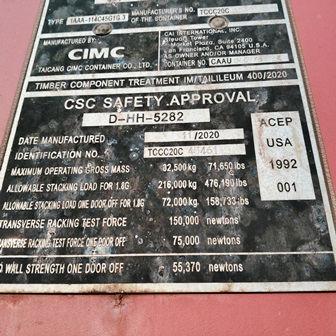 MANUFACTURER'S NO. TCCC20C
TYPE 1AAA-114C45G1G 3 OF THE CONTAINER
MANUFACTURED BY:
CIMC
TAICANG CIMC CONTAINER CO., LTD.
CAI INTERNATIONAL, INC.
Steuart Tower
1 Market Plaza, Suite 2400
San Francisco, CA 94105 U.S.A.
AS OWNER AND/OR MANAGER
CONTAINER NO CAAU
TIMBER COMPONENT TREATMENT IM/TAILILEUM 400/2020
CSC SAFETY APPROVAL
D-HH-5282
DATE MANUFACTURED 11/2020
IDENTIFICATION NO. TCCC20C
MAXIMUM OPERATING GROSS MASS 32,500 kg 71,650 lbs
ALLOWABLE STACKING LOAD FOR 1.8G 216,000 kg 476,190 lbs
ALLOWABLE STACKING LOAD ONE DOOR OFF FOR 1.8G 72,000 kg 158,733 lbs
TRANSVERSE RACKING TEST FORCE 150,000 newtons
TRANSVERSE RACKING TEST FORCE ONE DOOR OFF 75,000 newtons
WALL STRENGTH ONE DOOR OFF 55,370 newtons
ACEP
USA
1992
001